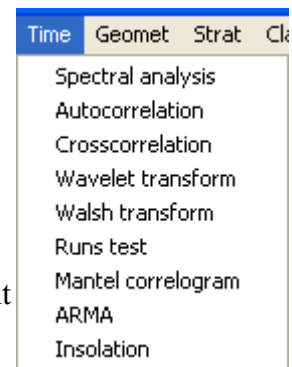 Time Geomet Strat Cla
Spectral analysis
Autocorrelation
Crosscorrelation
Wavelet transform
Walsh transform
Runs test
Mantel correlogram
t
ARMA
Insolation